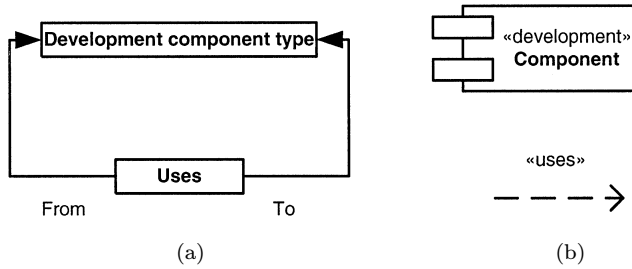 Development component type
Uses
From
To
(a)
«development»
Component
«uses»
(b)